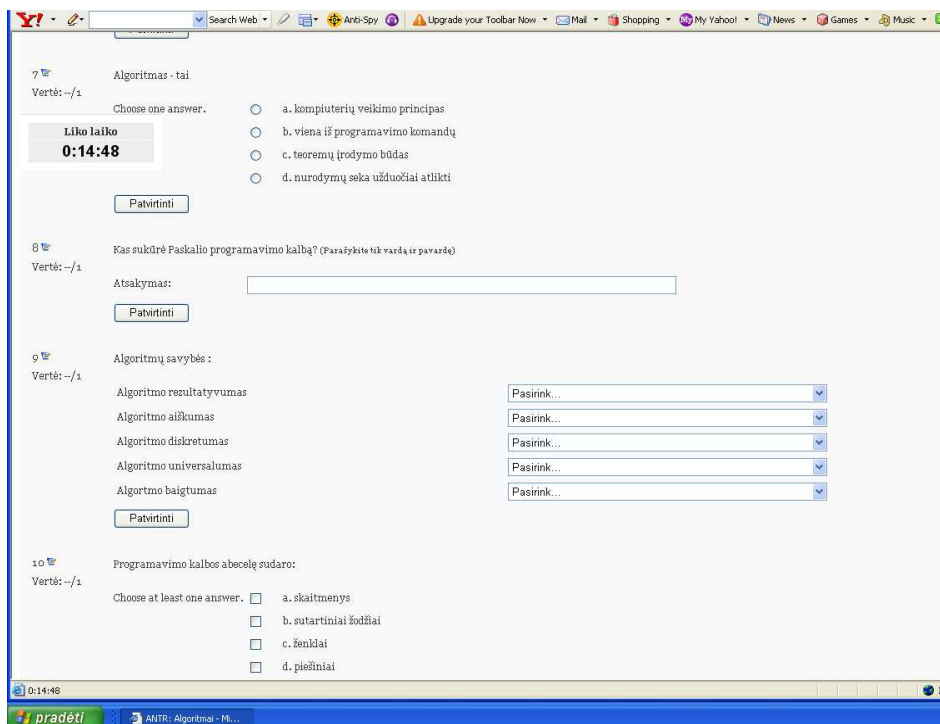 Y! Search Web Anti-Spy Upgrade your Toolbar Now Mail Shopping My My Yahoo! News Games Music
7 Algoritmas - tai
Vertė: --/1
Choose one answer. a. kompiuterių veikimo principas
Liko laiko b. viena iš programavimo komandų
0:14:48 c. teoremų įrodymo būdas
d. nurodymų seka užduočiai atlikti
Patvirtinti
8 Kas sukūrė Paskalio programavimo kalbą? (Parašykite tik vardą ir pavardę)
Vertė: --/1
Atsakymas:
Patvirtinti
9 Algoritmų savybės :
Vertė: --/1
Algoritmo rezultatyvumas Pasirink...
Algoritmo aiškumas Pasirink...
Algoritmo diskretumas Pasirink...
Algoritmo universalumas Pasirink...
Algortmo baigtumas Pasirink...
Patvirtinti
10 Programavimo kalbos abecelę sudaro:
Vertė: --/1
Choose at least one answer. a. skaitmenys
b. sutartiniai žodžiai
c. ženklai
d. piešiniai
0:14:48
pradėti ANTR: Algoritmai - Mi...